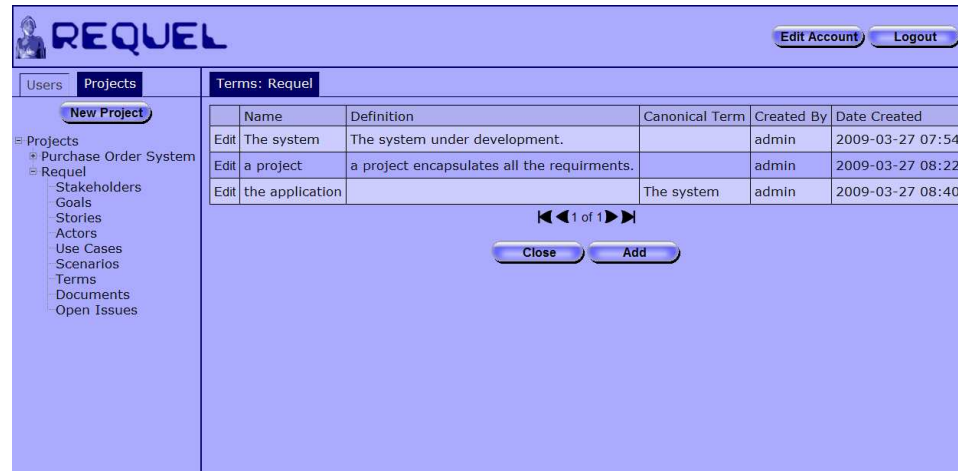 REQUEL
Edit Account Logout
Users Projects
New Project
Projects
Purchase Order System
Requel
Stakeholders
Goals
Stories
Actors
Use Cases
Scenarios
Terms
Documents
Open Issues
Terms: Requel
Name Definition Canonical Term Created By Date Created
Edit The system The system under development. admin 2009-03-27 07:54
Edit a project a project encapsulates all the requirments. admin 2009-03-27 08:22
Edit the application The system admin 2009-03-27 08:40
1 of 1
Close Add